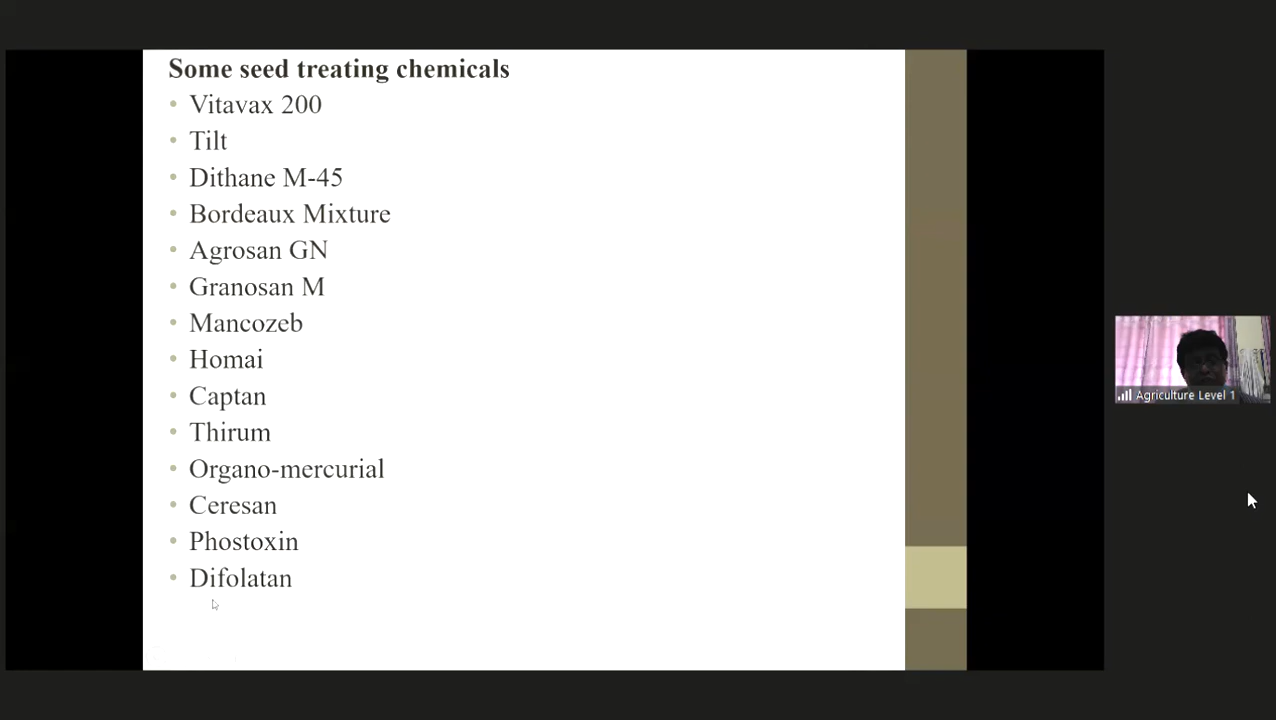 Some seed treating chemicals
• Vitavax 200
• Tilt
• Dithane M-45
• Bordeaux Mixture
• Agrosan GN
• Granosan M
• Mancozeb
• Homai
• Captan
• Thirum
• Organo-mercurial
• Ceresan
• Phostoxin
• Difolatan
Agriculture Level 1